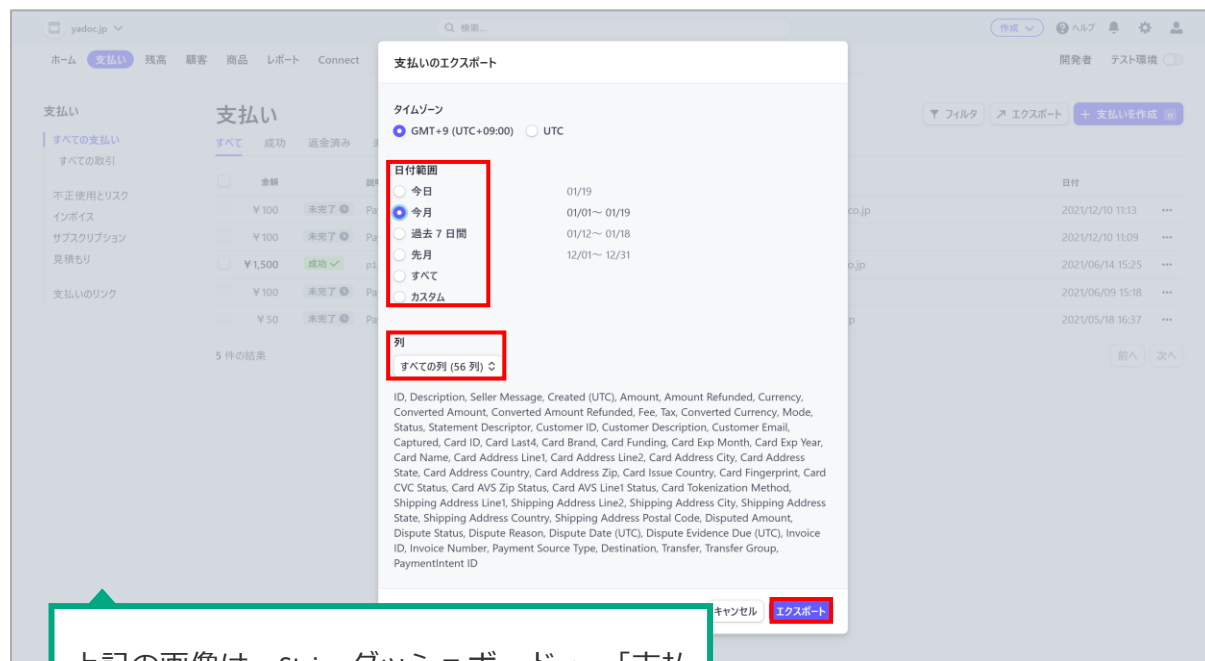 yadoc.jp
検索...
作成
ヘルプ
ホーム 支払い 残高 顧客 商品 レポート Connect
開発者 テスト環境
支払いのエクスポート
支払い
すべての支払い
すべての取引
不正使用とリスク
インボイス
サブスクリプション
見積もり
支払いのリンク
支払い
フィルタ エクスポート + 支払いを作成 n
すべて 成功 返金済み
金額
日付
¥100 未完了 Pa co.jp 2021/12/10 11:13
¥100 未完了 Pa 2021/12/10 11:09
¥1,500 成功 pi o.jp 2021/06/14 15:25
¥100 未完了 Pa 2021/06/09 15:18
¥50 未完了 Pa p 2021/05/18 16:37
5 件の結果
前へ 次へ
タイムゾーン
GMT+9 (UTC+09:00) UTC
日付範囲
今日 01/19
今月 01/01～ 01/19
過去 7 日間 01/12～ 01/18
先月 12/01～ 12/31
すべて
カスタム
列
すべての列 (56 列)
ID, Description, Seller Message, Created (UTC), Amount, Amount Refunded, Currency,
Converted Amount, Converted Amount Refunded, Fee, Tax, Converted Currency, Mode,
Status, Statement Descriptor, Customer ID, Customer Description, Customer Email,
Captured, Card ID, Card Last4, Card Brand, Card Funding, Card Exp Month, Card Exp Year,
Card Name, Card Address Line1, Card Address Line2, Card Address City, Card Address
State, Card Address Country, Card Address Zip, Card Issue Country, Card Fingerprint, Card
CVC Status, Card AVS Zip Status, Card AVS Line1 Status, Card Tokenization Method,
Shipping Address Line1, Shipping Address Line2, Shipping Address City, Shipping Address
State, Shipping Address Country, Shipping Address Postal Code, Disputed Amount,
Dispute Status, Dispute Reason, Dispute Date (UTC), Dispute Evidence Due (UTC), Invoice
ID, Invoice Number, Payment Source Type, Destination, Transfer, Transfer Group,
PaymentIntent ID
キャンセル エクスポート